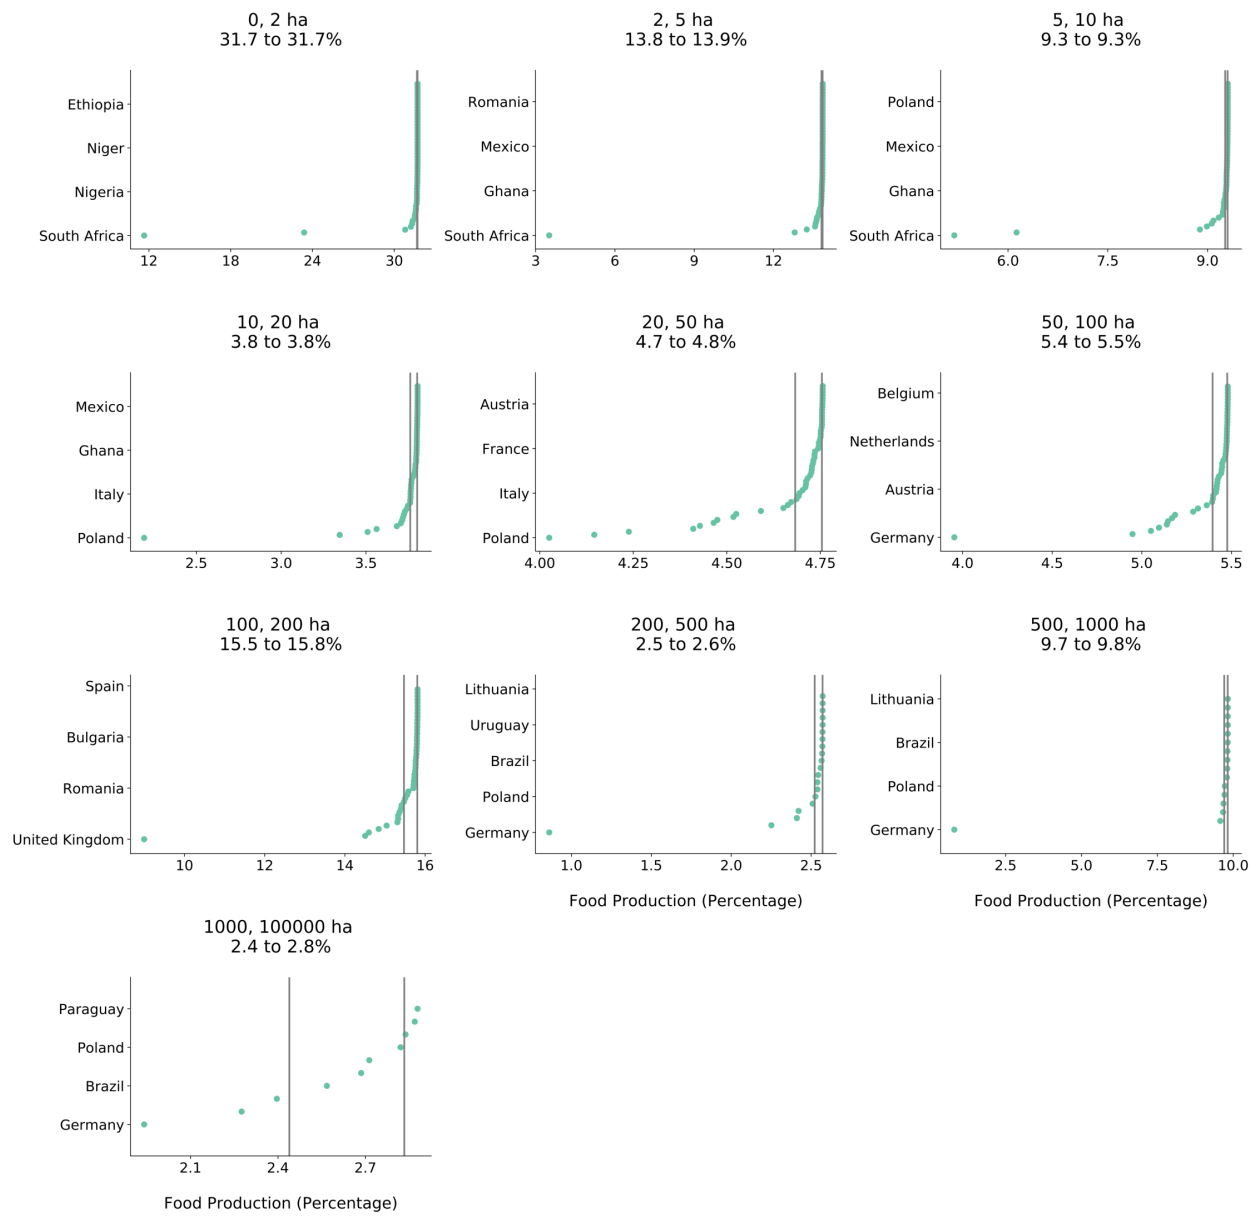 0, 2 ha
31.7 to 31.7%
Ethiopia
Niger
Nigeria
South Africa
12 18 24 30
2, 5 ha
13.8 to 13.9%
Romania
Mexico
Ghana
South Africa
3 6 9 12
5, 10 ha
9.3 to 9.3%
Poland
Mexico
Ghana
South Africa
6.0 7.5 9.0
10, 20 ha
3.8 to 3.8%
Mexico
Ghana
Italy
Poland
2.5 3.0 3.5
20, 50 ha
4.7 to 4.8%
Austria
France
Italy
Poland
4.00 4.25 4.50 4.75
50, 100 ha
5.4 to 5.5%
Belgium
Netherlands
Austria
Germany
4.0 4.5 5.0 5.5
100, 200 ha
15.5 to 15.8%
Spain
Bulgaria
Romania
United Kingdom
10 12 14 16
200, 500 ha
2.5 to 2.6%
Lithuania
Uruguay
Brazil
Poland
Germany
1.0 1.5 2.0 2.5
Food Production (Percentage)
500, 1000 ha
9.7 to 9.8%
Lithuania
Brazil
Poland
Germany
2.5 5.0 7.5 10.0
Food Production (Percentage)
1000, 100000 ha
2.4 to 2.8%
Paraguay
Poland
Brazil
Germany
2.1 2.4 2.7
Food Production (Percentage)